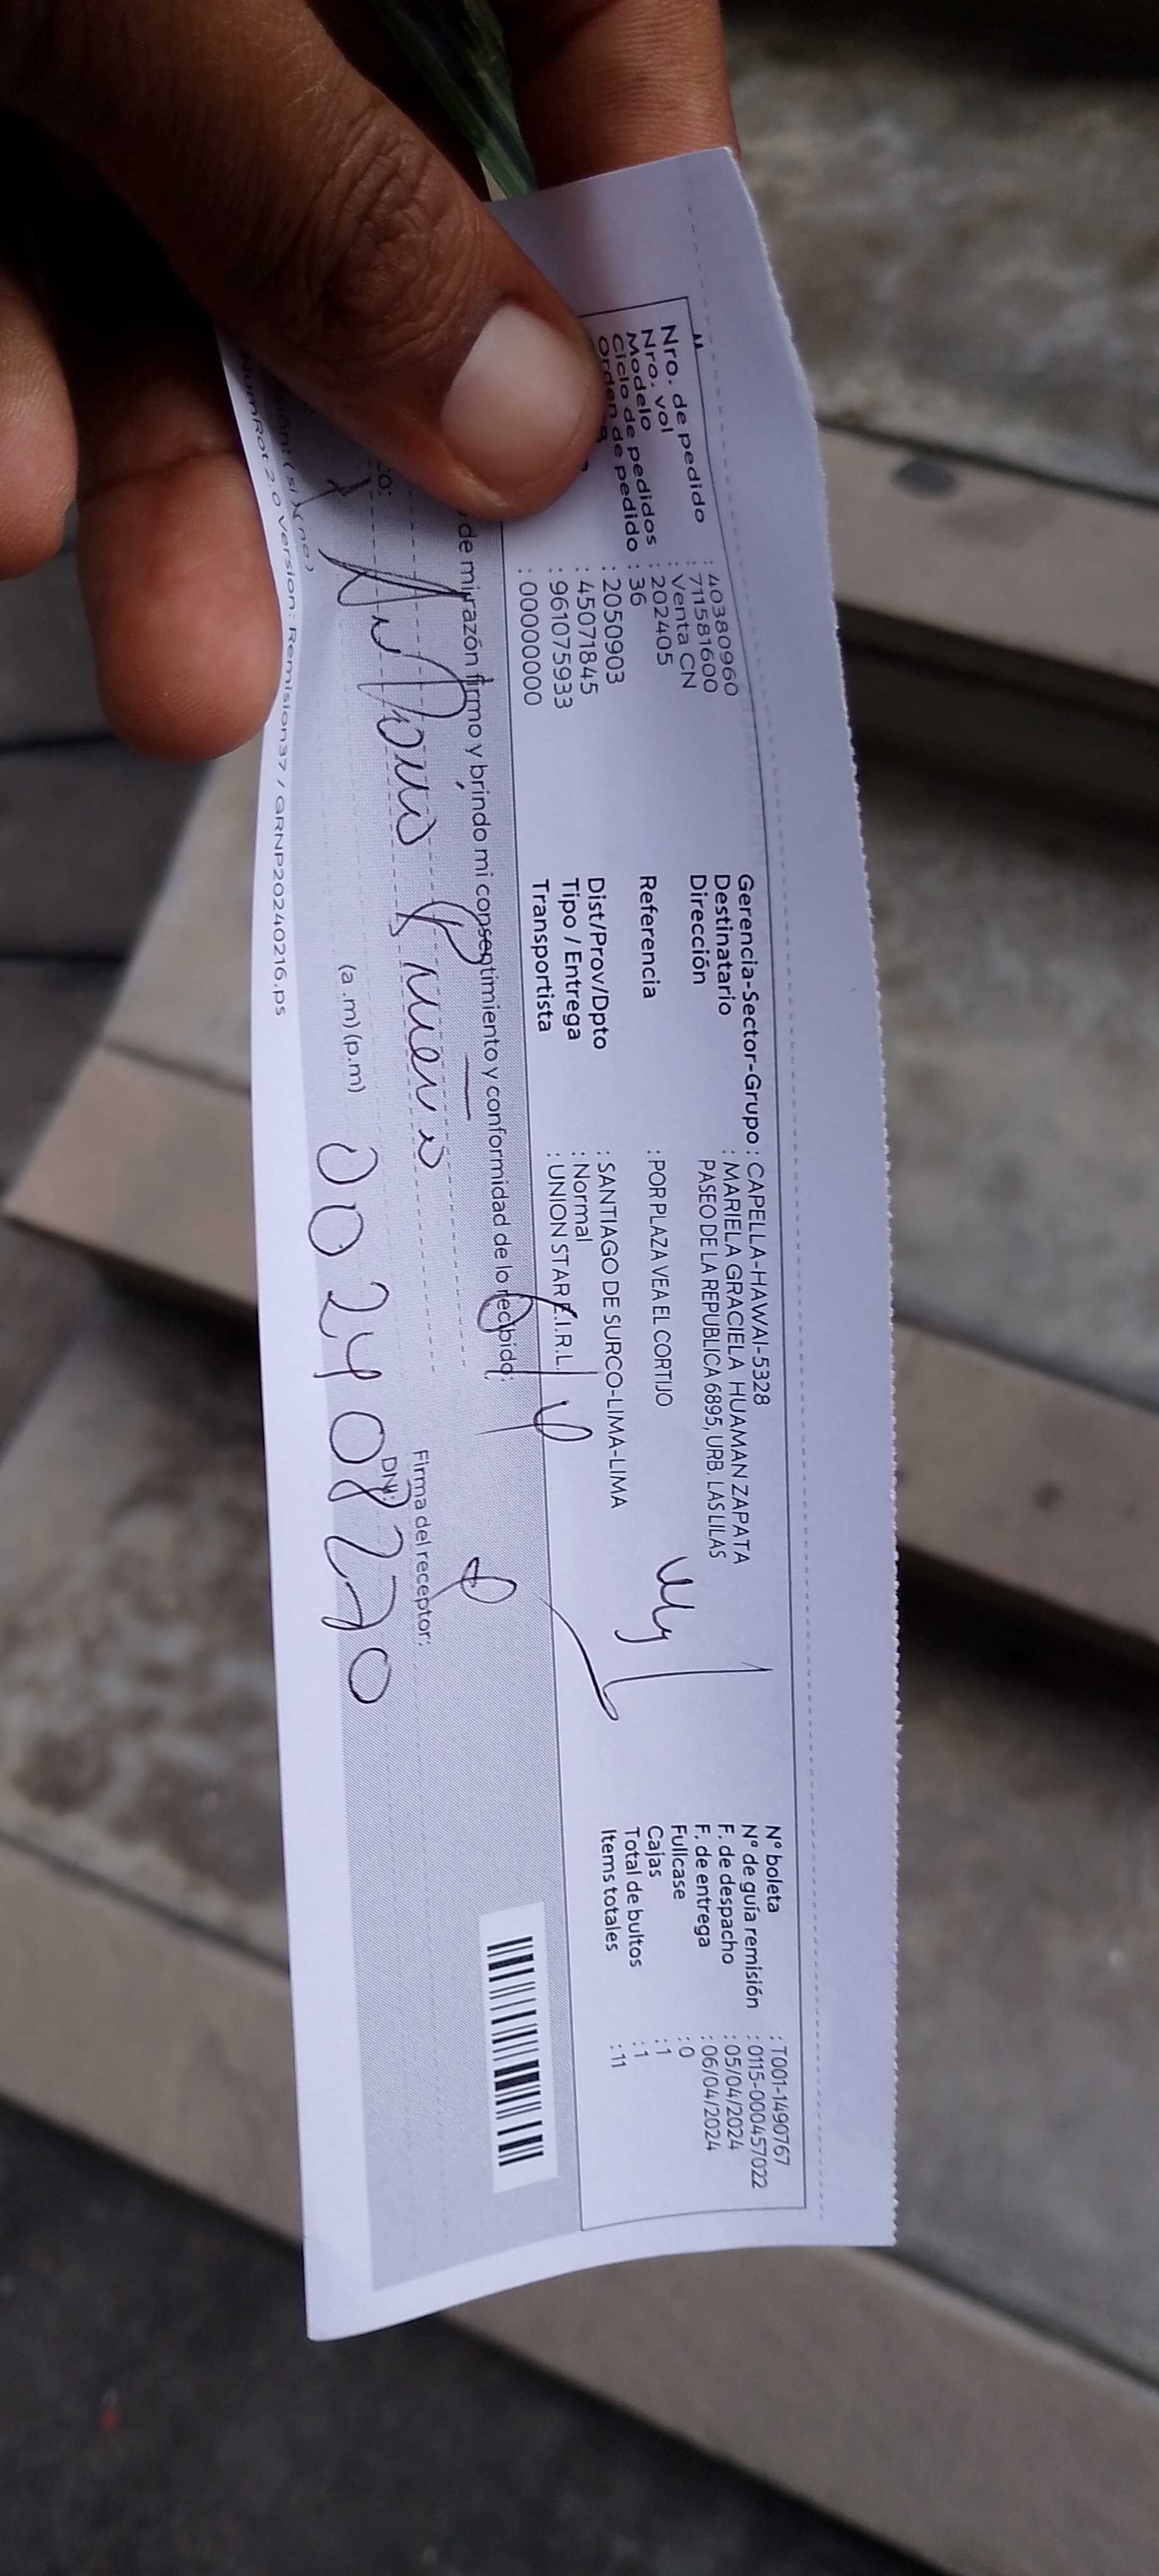 Nro. de pedido : 40380960
Nro. vol : 711581600
Modelo : Venta CN
Ciclo de pedidos : 202405
Orden de pedido : 36
: 2050903
: 45071845
: 961075933
: 00000000
Gerencia-Sector-Grupo : CAPELLA-HAWAI-5328
Destinatario : MARIELA GRACIELA HUAMAN ZAPATA
Dirección PASEO DE LA REPUBLICA 6895, URB. LAS LILAS
Referencia : POR PLAZA VEA EL CORTIJO
Dist/Prov/Dpto : SANTIAGO DE SURCO-LIMA-LIMA
Tipo / Entrega : Normal
Transportista : UNION STAR E.I.R.L.
N° boleta : T001-1490767
N° de guía remisión : 0115-000457022
F. de despacho : 05/04/2024
F. de entrega : 06/04/2024
Fullcase : 0
Cajas : 1
Total de bultos : 1
Items totales : 11
de mi razón firmo y brindo mi consentimiento y conformidad de lo recibido:
co:
Firma del receptor:
DNI:
(a .m) (p.m)
(si) (no)
NumRot 2.0 Version: Remision37 / GRNP20240216.ps